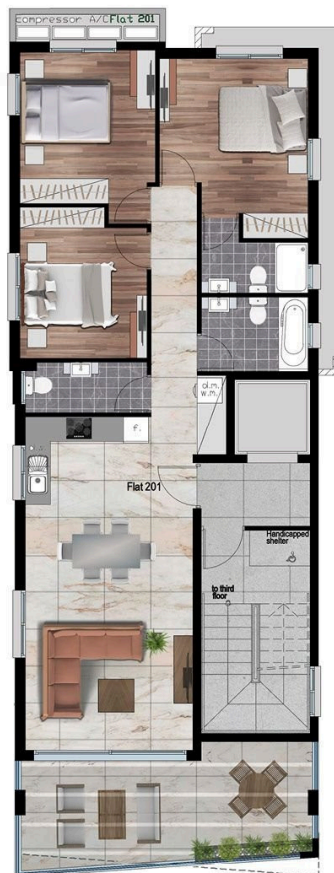 compressor A/C Flat 201
d.m.
w.m.
f.
Flat 201
Handicapped
shelter
to third
floor